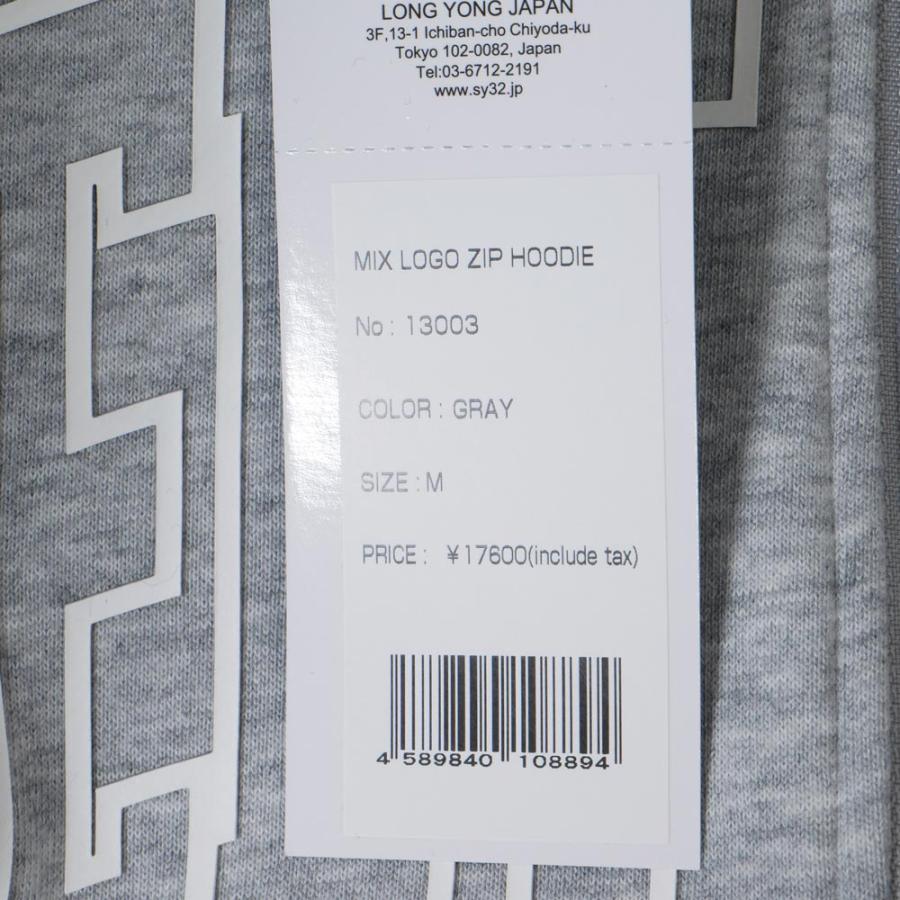 LONG YONG JAPAN
3F,13-1 Ichiban-cho Chiyoda-ku
Tokyo 102-0082, Japan
Tel:03-6712-2191
www.sy32.jp
MIX LOGO ZIP HOODIE
No : 13003
COLOR : GRAY
SIZE : M
PRICE : ¥17600(include tax)
4 589840 108894